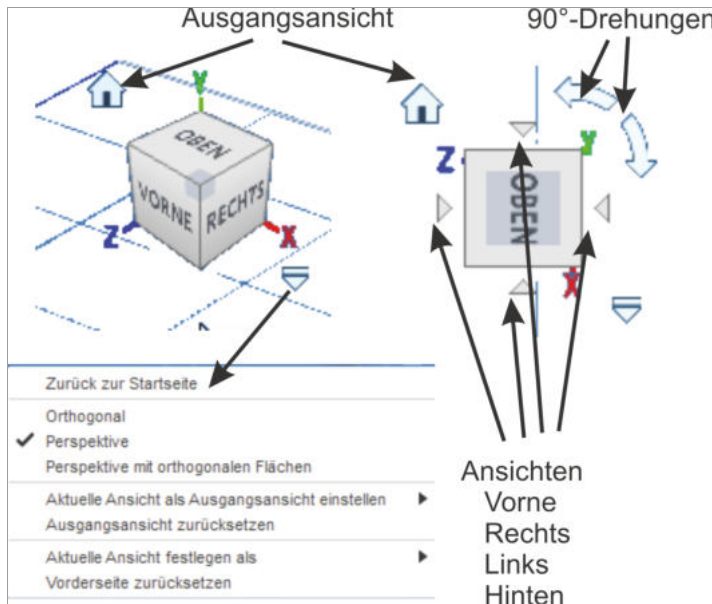 Ausgangsansicht
90°-Drehungen
Y
OBEN
VORNE
RECHTS
Z
X
Z
Y
OBEN
X
Zurück zur Startseite
Orthogonal
Perspektive
Perspektive mit orthogonalen Flächen
Aktuelle Ansicht als Ausgangsansicht einstellen
Ausgangsansicht zurücksetzen
Aktuelle Ansicht festlegen als
Vorderseite zurücksetzen
Ansichten
Vorne
Rechts
Links
Hinten